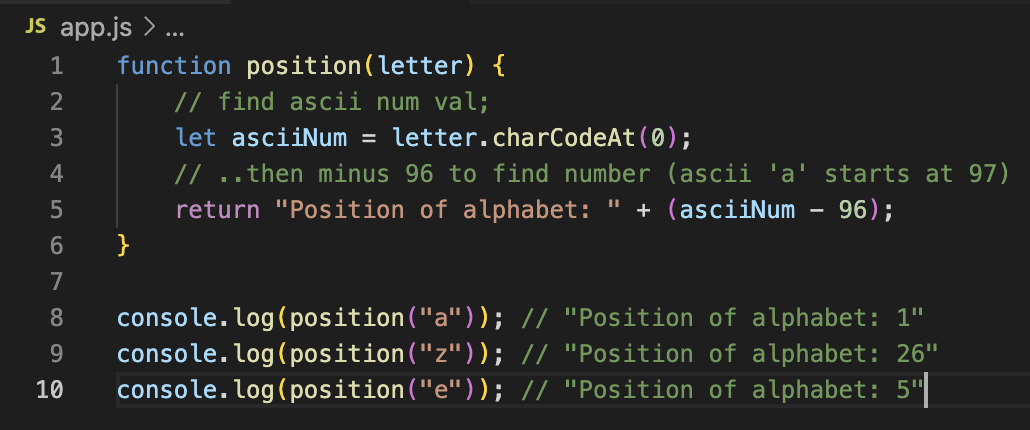 JS app.js > ...
1 function position(letter) {
2     // find ascii num val;
3     let asciiNum = letter.charCodeAt(0);
4     // ..then minus 96 to find number (ascii 'a' starts at 97)
5     return "Position of alphabet: " + (asciiNum - 96);
6 }
7
8 console.log(position("a")); // "Position of alphabet: 1"
9 console.log(position("z")); // "Position of alphabet: 26"
10 console.log(position("e")); // "Position of alphabet: 5"